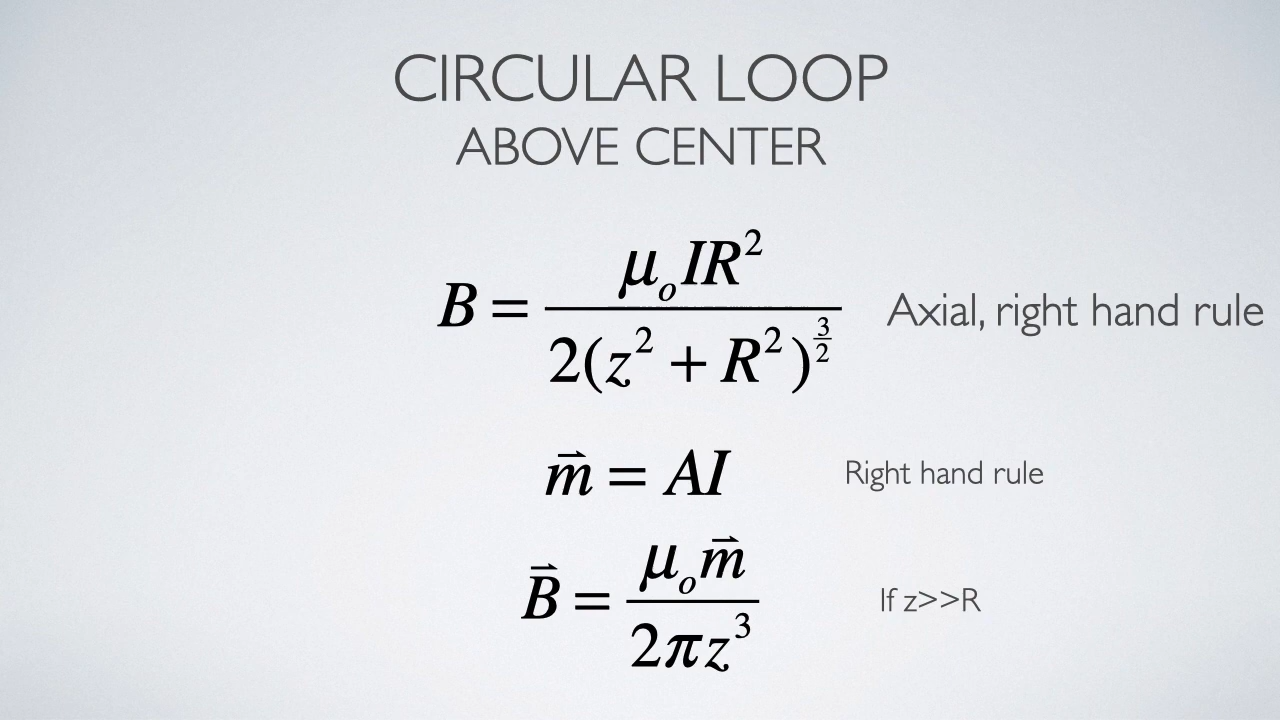 CIRCULAR LOOP
ABOVE CENTER
B = μₒIR² / 2(z² + R²)^(3/2) Axial, right hand rule
m⃗ = AI Right hand rule
B⃗ = μₒm⃗ / 2πz³ If z>>R